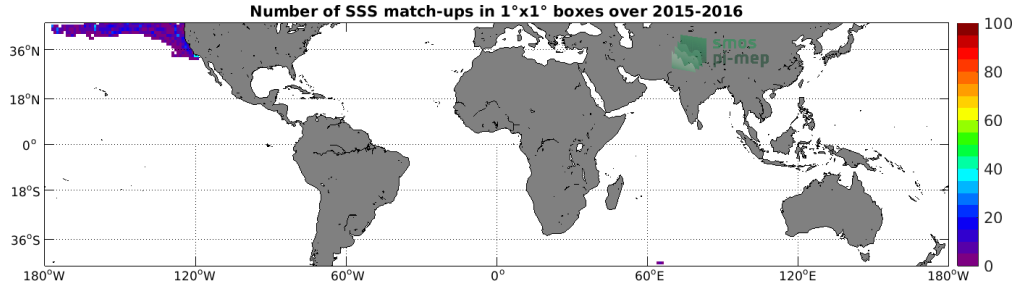 Number of SSS match-ups in 1°x1° boxes over 2015-2016
smos
pi-mep
36°N
18°N
0°
18°S
36°S
180°W
120°W
60°W
0°
60°E
120°E
180°W
100
80
60
40
20
0